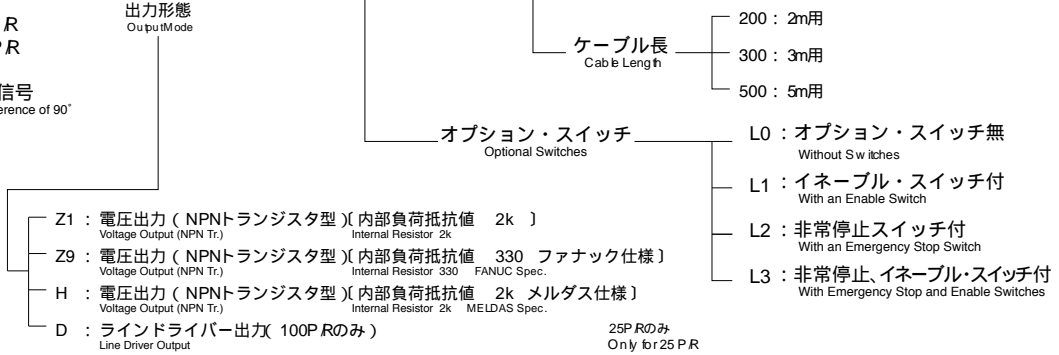 R
P/R
信号
erence of 90°
出力形態
Output Mode
ケーブル長
Cable Length
200 : 2m用
300 : 3m用
500 : 5m用
オプション・スイッチ
Optional Switches
L0 : オプション・スイッチ無
Without Switches
L1 : イネーブル・スイッチ付
With an Enable Switch
L2 : 非常停止スイッチ付
With an Emergency Stop Switch
L3 : 非常停止、イネーブル・スイッチ付
With Emergency Stop and Enable Switches
Z1 : 電圧出力 ( NPNトランジスタ型 )〔 内部負荷抵抗値 2k 〕
Voltage Output (NPN Tr.) Internal Resistor 2k
Z9 : 電圧出力 ( NPNトランジスタ型 )〔 内部負荷抵抗値 330 ファナック仕様 〕
Voltage Output (NPN Tr.) Internal Resistor 330 FANUC Spec.
H : 電圧出力 ( NPNトランジスタ型 )〔 内部負荷抵抗値 2k メルダス仕様 〕
Voltage Output (NPN Tr.) Internal Resistor 2k MELDAS Spec.
D : ラインドライバー出力( 100P/Rのみ )
Line Driver Output
25P/Rのみ
Only for 25 P/R